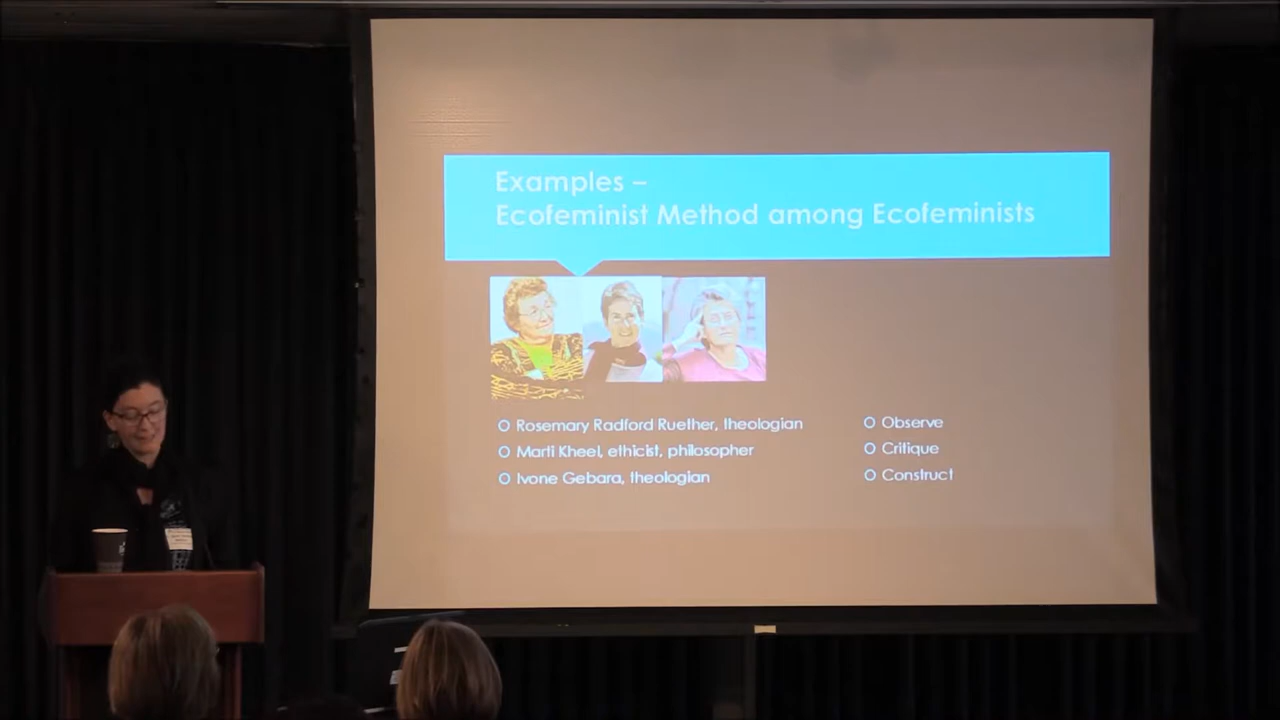 Examples –
Ecofeminist Method among Ecofeminists
Rosemary Radford Ruether, theologian
Marti Kheel, ethicist, philosopher
Ivone Gebara, theologian
Observe
Critique
Construct